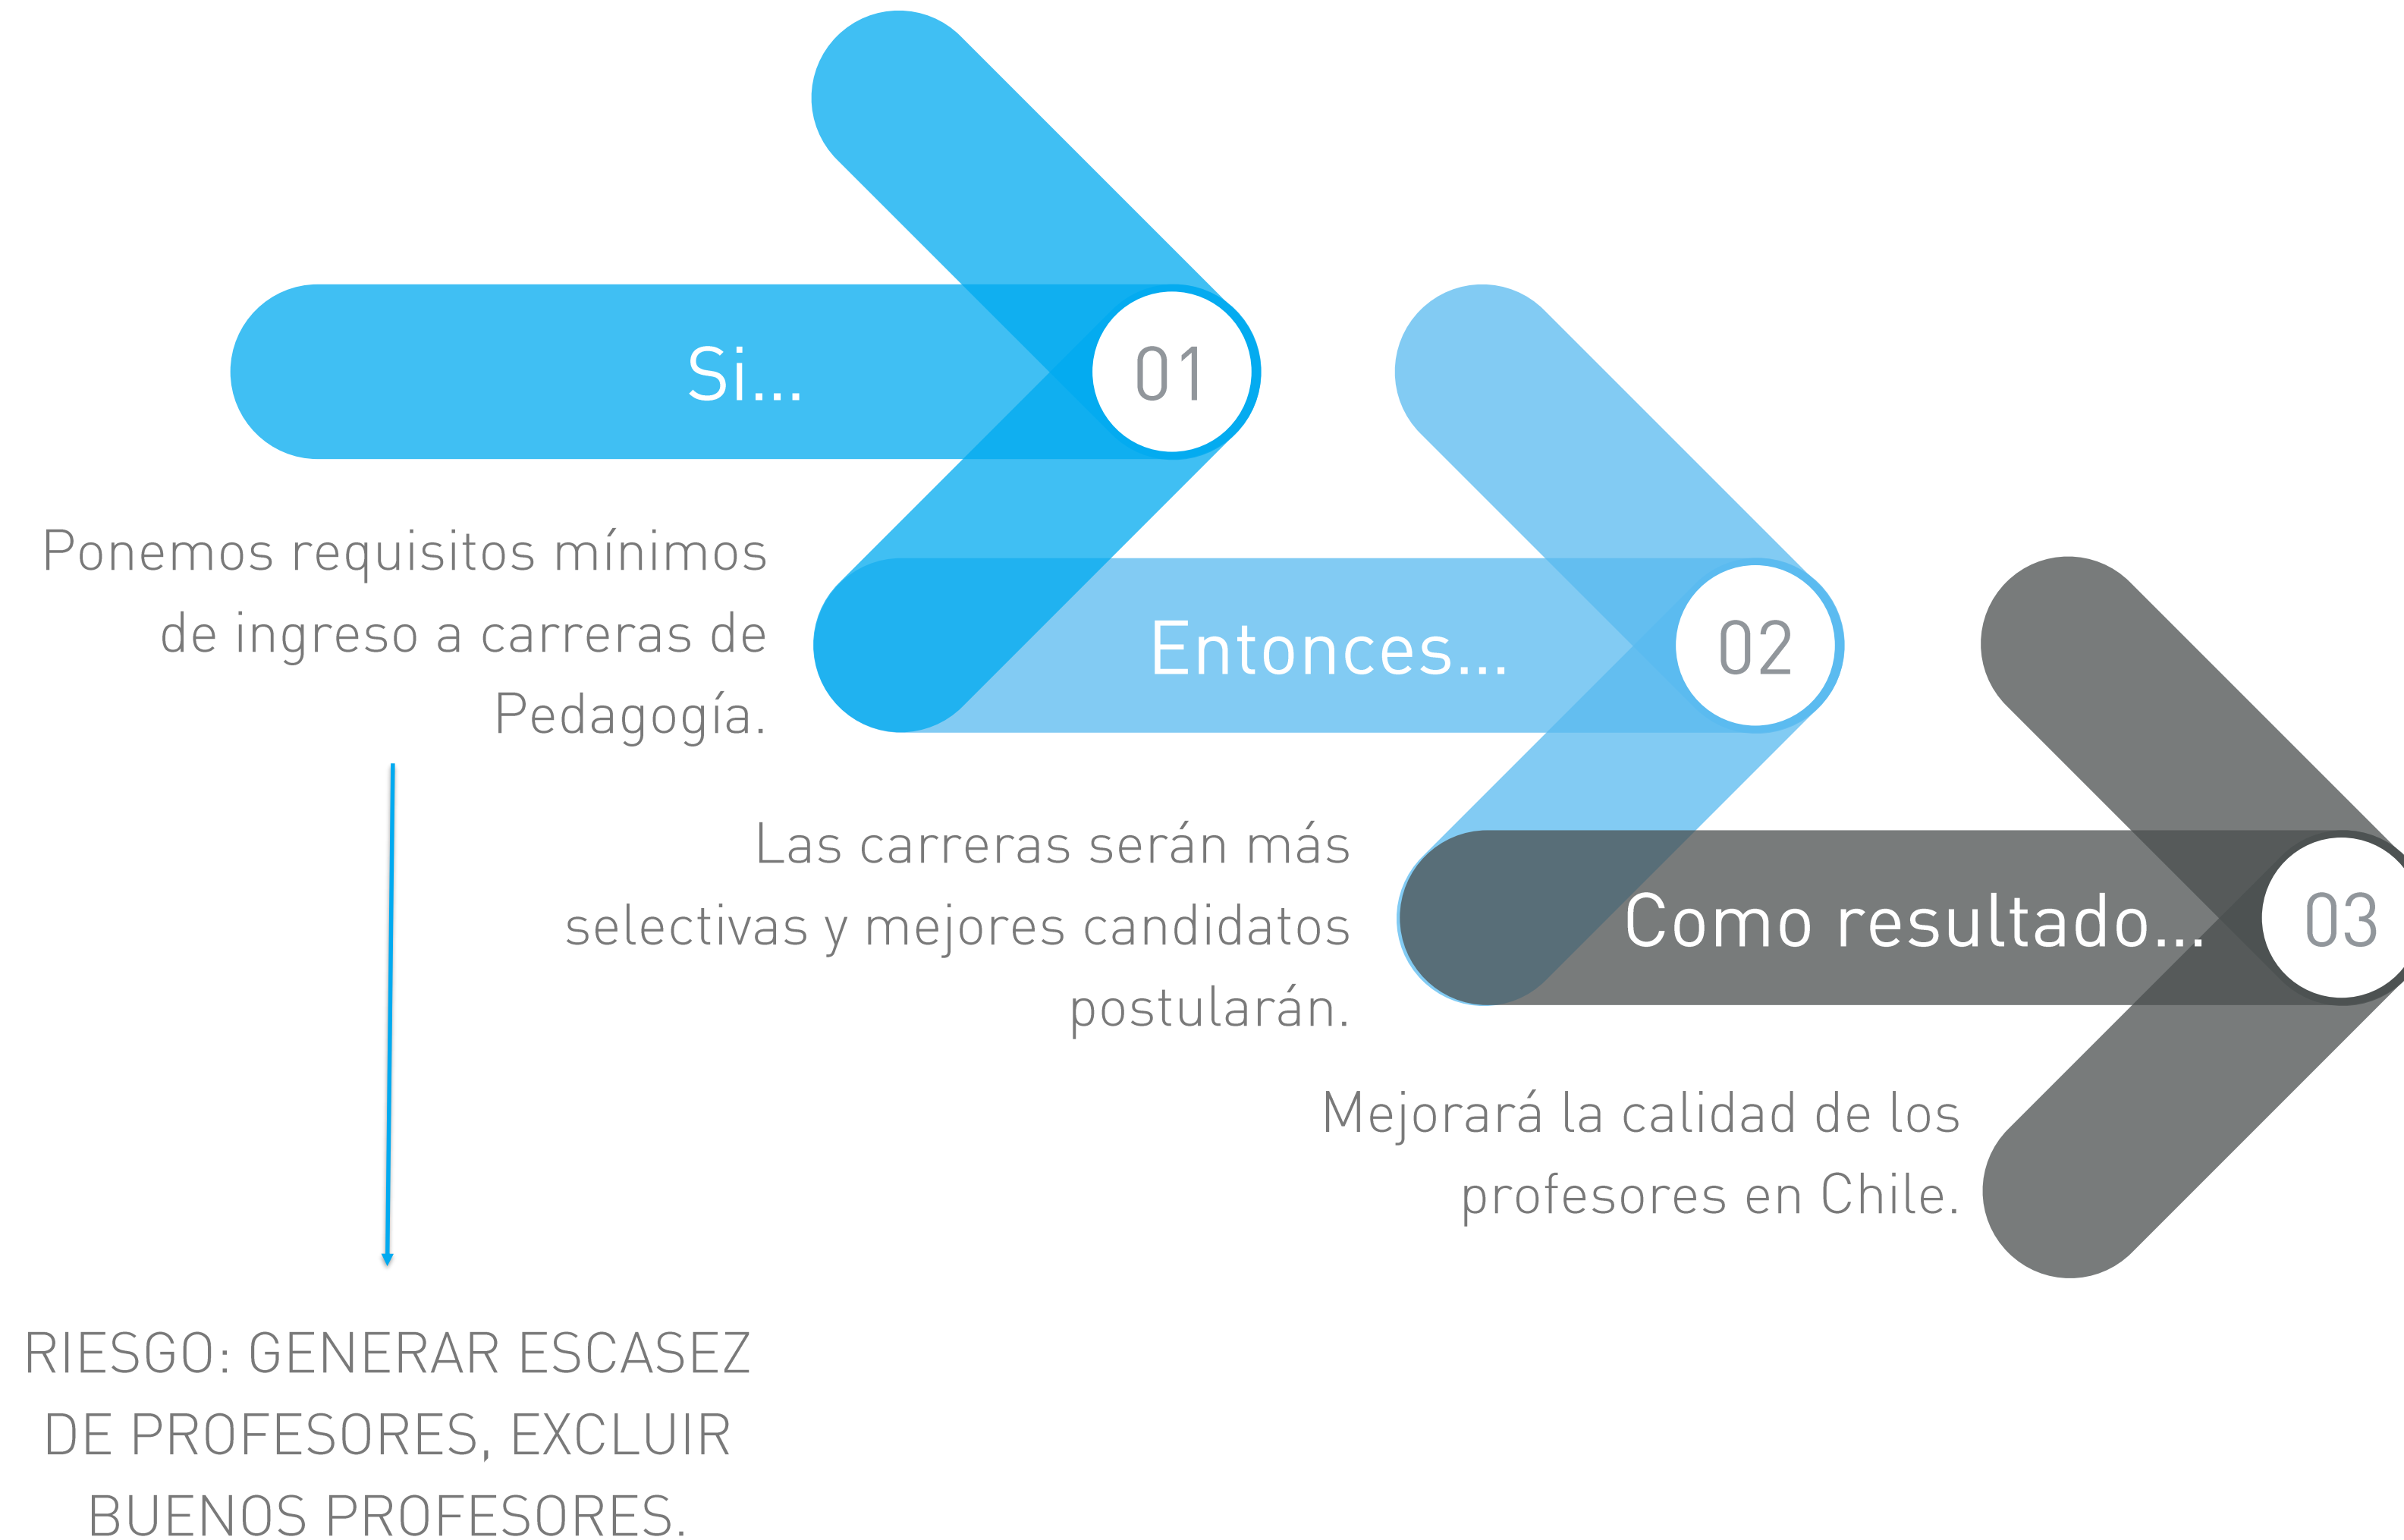 Si...
01
Ponemos requisitos mínimos
de ingreso a carreras de
Pedagogía.
Entonces...
02
Las carreras serán más
selectivas y mejores candidatos
postularán.
Como resultado...
03
Mejorará la calidad de los
profesores en Chile.
RIESGO: GENERAR ESCASEZ
DE PROFESORES, EXCLUIR
BUENOS PROFESORES.